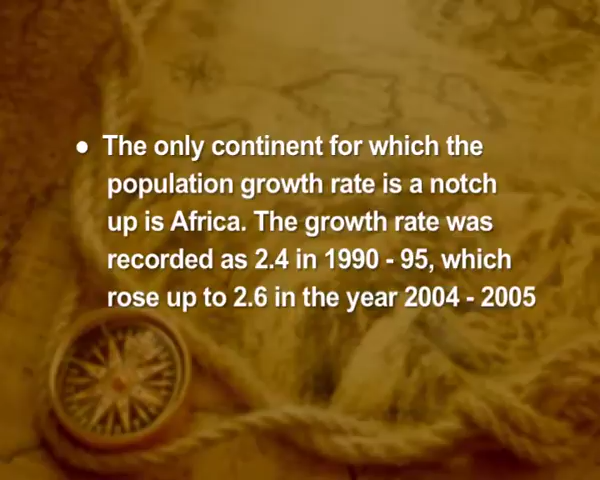 • The only continent for which the
population growth rate is a notch
up is Africa. The growth rate was
recorded as 2.4 in 1990 - 95, which
rose up to 2.6 in the year 2004 - 2005